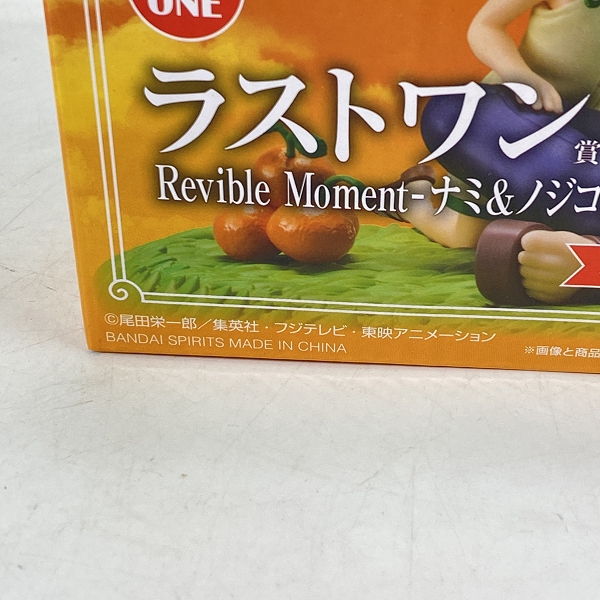 ONE
ラストワン賞
Revible Moment-ナミ&ノジコ
©尾田栄一郎／集英社・フジテレビ・東映アニメーション
BANDAI SPIRITS MADE IN CHINA
※画像と商品